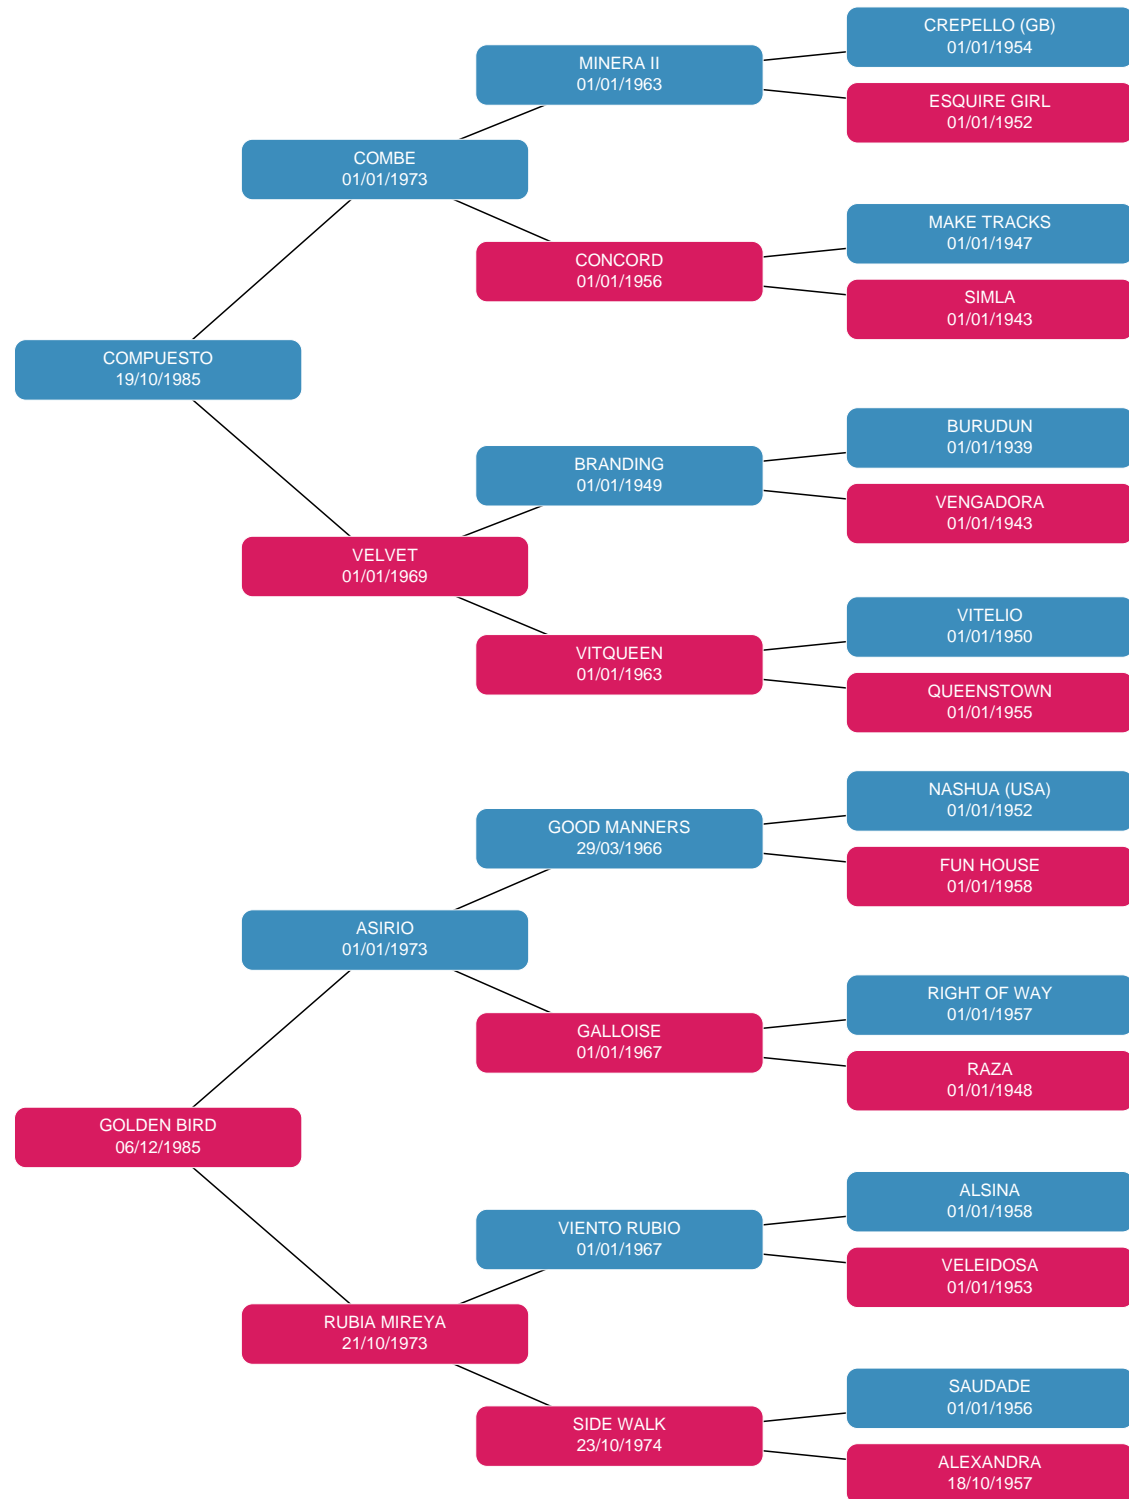 CREPELLO (GB)
01/01/1954
MINERA II
01/01/1963
ESQUIRE GIRL
01/01/1952
COMBE
01/01/1973
MAKE TRACKS
01/01/1947
CONCORD
01/01/1956
SIMLA
01/01/1943
COMPUESTO
19/10/1985
BURUDUN
01/01/1939
BRANDING
01/01/1949
VENGADORA
01/01/1943
VELVET
01/01/1969
VITELIO
01/01/1950
VITQUEEN
01/01/1963
QUEENSTOWN
01/01/1955
NASHUA (USA)
01/01/1952
GOOD MANNERS
29/03/1966
FUN HOUSE
01/01/1958
ASIRIO
01/01/1973
RIGHT OF WAY
01/01/1957
GALLOISE
01/01/1967
RAZA
01/01/1948
GOLDEN BIRD
06/12/1985
ALSINA
01/01/1958
VIENTO RUBIO
01/01/1967
VELEIDOSA
01/01/1953
RUBIA MIREYA
21/10/1973
SAUDADE
01/01/1956
SIDE WALK
23/10/1974
ALEXANDRA
18/10/1957